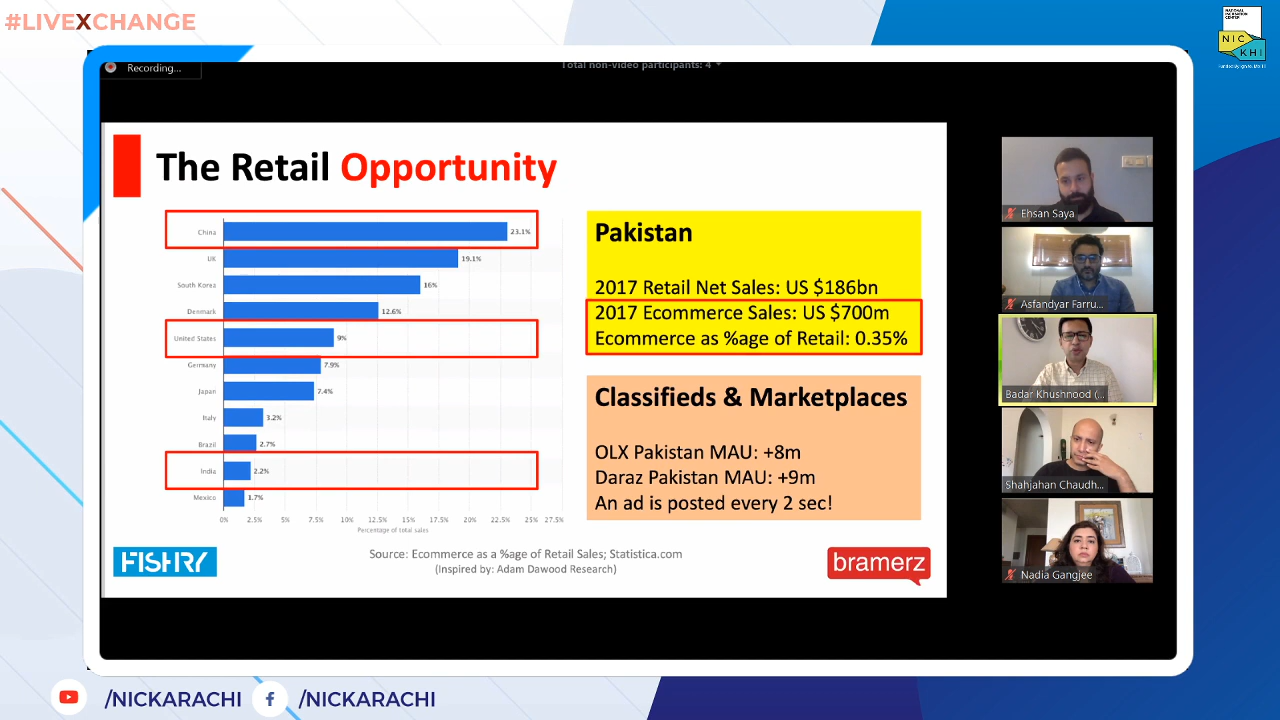 #LIVEXCHANGE
NATIONAL
INCUBATION
CENTER
NIC
KHI
Recording...
Total non-video participants: 4
The Retail Opportunity
China 23.1%
UK 19.1%
South Korea 16%
Denmark 12.6%
United States 9%
Germany 7.9%
Japan 7.4%
Italy 3.2%
Brazil 2.7%
India 2.2%
Mexico 1.7%
0% 2.5% 5% 7.5% 10% 12.5% 15% 17.5% 20% 22.5% 25% 27.5%
Percentage of total sales
Pakistan
2017 Retail Net Sales: US $186bn
2017 Ecommerce Sales: US $700m
Ecommerce as %age of Retail: 0.35%
Classifieds & Marketplaces
OLX Pakistan MAU: +8m
Daraz Pakistan MAU: +9m
An ad is posted every 2 sec!
FISHRY
Source: Ecommerce as a %age of Retail Sales; Statistica.com
(Inspired by: Adam Dawood Research)
bramerz
Ehsan Saya
Asfandyar Farru...
Badar Khushnood (...
Shahjahan Chaudh...
Nadia Gangjee
/NICKARACHI
/NICKARACHI